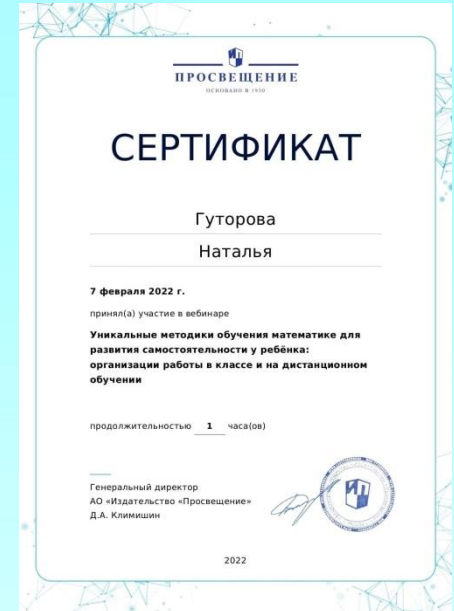 ПРОСВЕЩЕНИЕ
ОСНОВАНО В 1930
СЕРТИФИКАТ
Гуторова
Наталья
7 февраля 2022 г.
принял(а) участие в вебинаре
Уникальные методики обучения математике для
развития самостоятельности у ребёнка:
организации работы в классе и на дистанционном
обучении
продолжительностью 1 часа(ов)
Генеральный директор
АО «Издательство «Просвещение»
Д.А. Климишин
2022